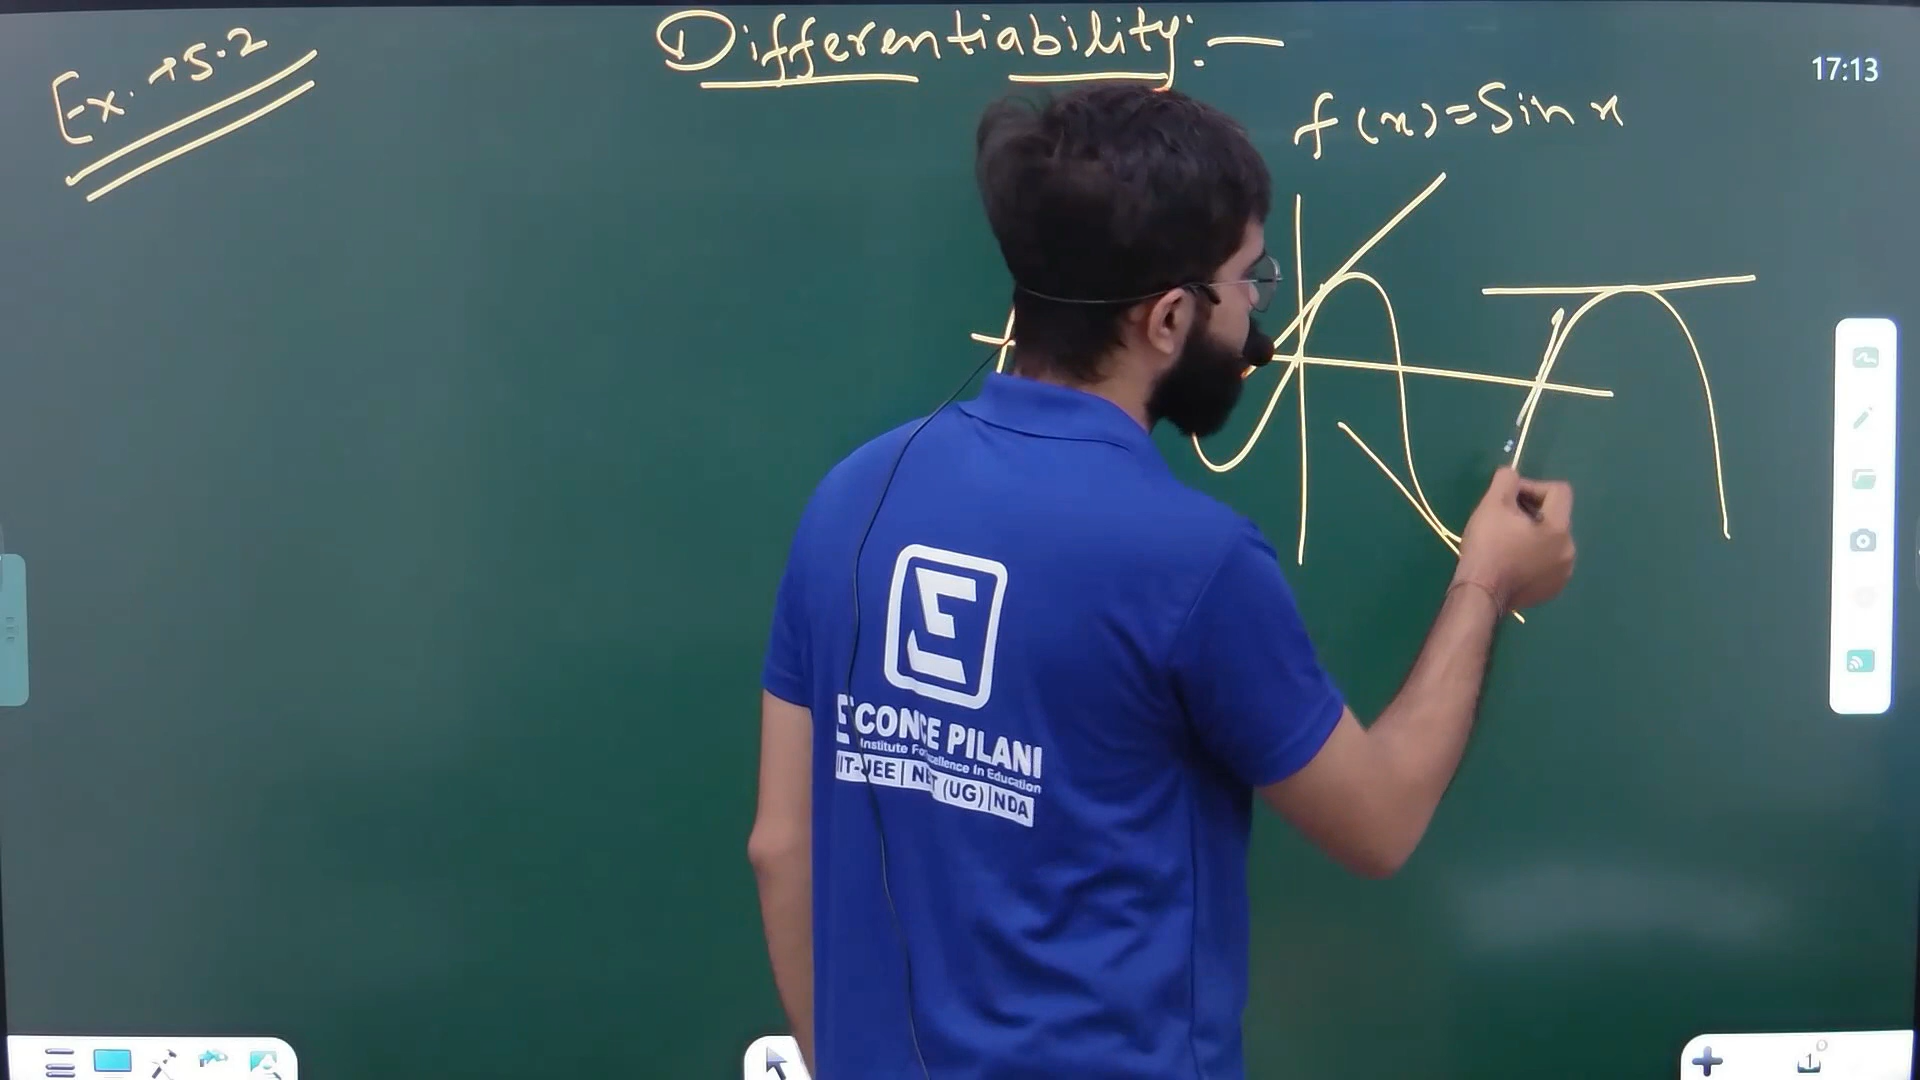 Differentiability:—
Ex. → 5.2
17:13
f(x) = Sin x
CONCE PILANI
Institute For Excellence In Education
IIT-JEE | NEET (UG) | NDA
1